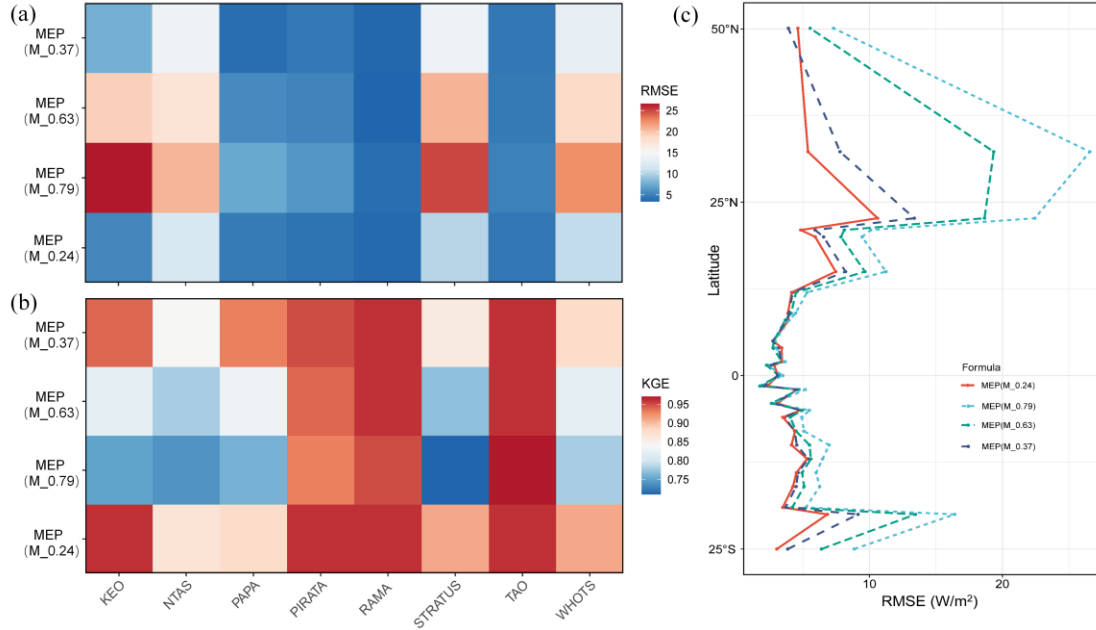 (a)
MEP
(M_0.37)
MEP
(M_0.63)
MEP
(M_0.79)
MEP
(M_0.24)
RMSE
25
20
15
10
5
(b)
MEP
(M_0.37)
MEP
(M_0.63)
MEP
(M_0.79)
MEP
(M_0.24)
KGE
0.95
0.90
0.85
0.80
0.75
KEO
NTAS
PAPA
PIRATA
RAMA
STRATUS
TAO
WHOTS
(c)
50°N
25°N
0
25°S
Latitude
Formula
MEP(M_0.24)
MEP(M_0.79)
MEP(M_0.63)
MEP(M_0.37)
10
20
RMSE (W/m²)